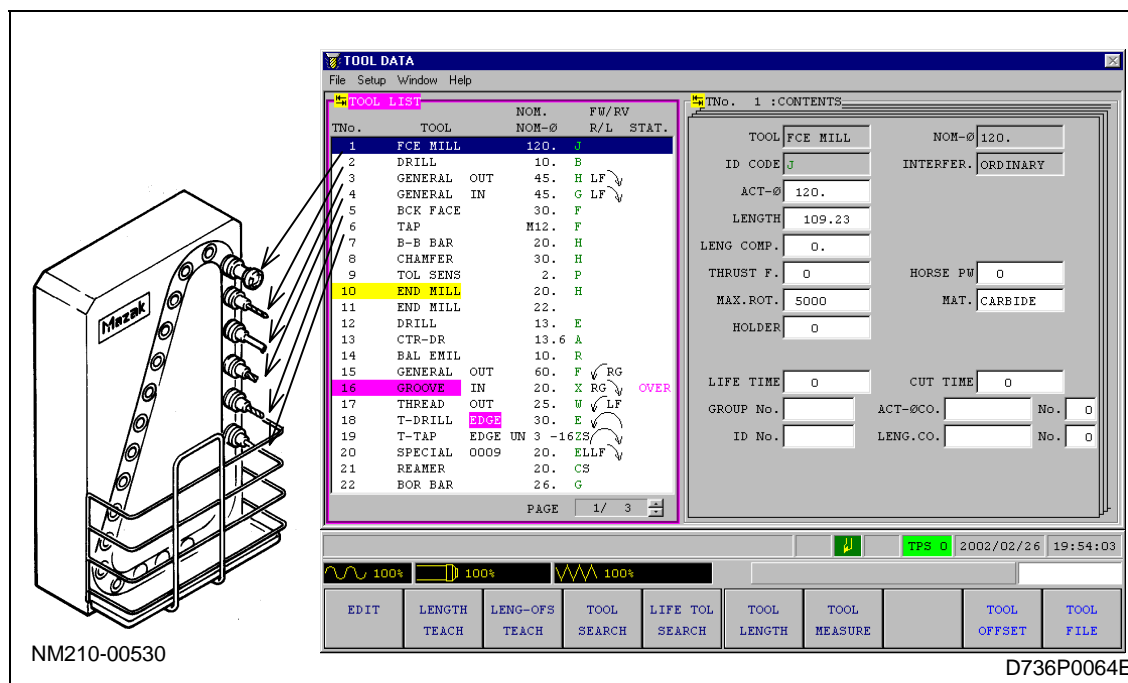 TOOL DATA
File Setup Window Help
TOOL LIST
NOM. FW/RV
TNo. TOOL NOM-Ø R/L STAT.
1 FCE MILL 120. J
2 DRILL 10. B
3 GENERAL OUT 45. H LF
4 GENERAL IN 45. G LF
5 BCK FACE 30. F
6 TAP M12. F
7 B-B BAR 20. H
8 CHAMFER 30. H
9 TOL SENS 2. P
10 END MILL 20. H
11 END MILL 22.
12 DRILL 13. E
13 CTR-DR 13.6 A
14 BAL EMIL 10. R
15 GENERAL OUT 60. F RG
16 GROOVE IN 20. X RG OVER
17 THREAD OUT 25. W LF
18 T-DRILL EDGE 30. E
19 T-TAP EDGE UN 3 -16ZS
20 SPECIAL 0009 20. ELLF
21 REAMER 20. CS
22 BOR BAR 26. G
PAGE 1/ 3
TNo. 1 :CONTENTS
TOOL FCE MILL NOM-Ø 120.
ID CODE J INTERFER. ORDINARY
ACT-Ø 120.
LENGTH 109.23
LENG COMP. 0.
THRUST F. 0 HORSE PW 0
MAX.ROT. 5000 MAT. CARBIDE
HOLDER 0
LIFE TIME 0 CUT TIME 0
GROUP No. ACT-ØCO. No. 0
ID No. LENG.CO. No. 0
Mazak
TPS 0 2002/02/26 19:54:03
100% 100% 100%
EDIT
LENGTH TEACH
LENG-OFS TEACH
TOOL SEARCH
LIFE TOL SEARCH
TOOL LENGTH
TOOL MEASURE
TOOL OFFSET
TOOL FILE
NM210-00530
D736P0064E